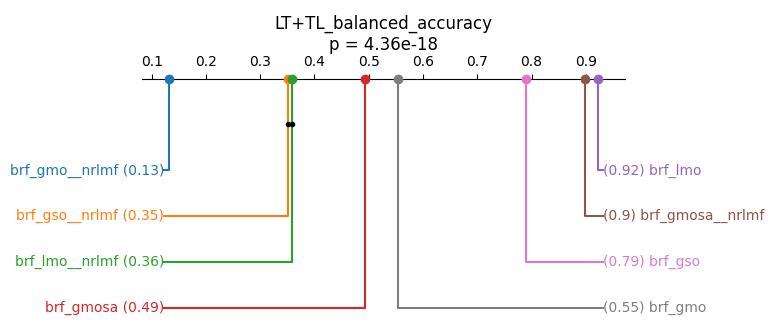 LT+TL_balanced_accuracy
p = 4.36e-18
0.1 0.2 0.3 0.4 0.5 0.6 0.7 0.8 0.9
brf_gmo__nrlmf (0.13) (0.92) brf_lmo
brf_gso__nrlmf (0.35) (0.9) brf_gmosa__nrlmf
brf_lmo__nrlmf (0.36) (0.79) brf_gso
brf_gmosa (0.49) (0.55) brf_gmo